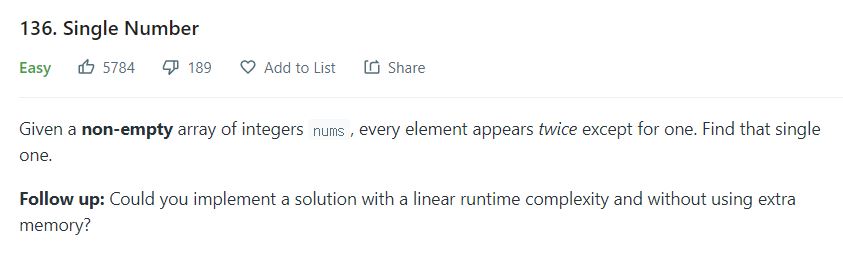 136. Single Number
Easy 5784 189 Add to List Share
Given a non-empty array of integers nums , every element appears twice except for one. Find that single
one.
Follow up: Could you implement a solution with a linear runtime complexity and without using extra
memory?